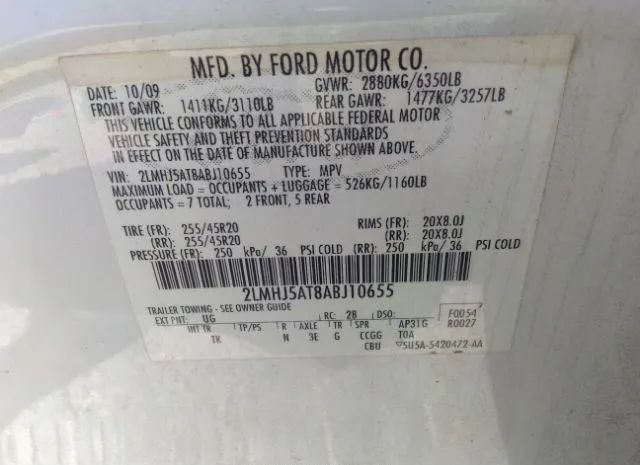 MFD. BY FORD MOTOR CO.
DATE: 10/09 GVWR: 2880KG/6350LB
FRONT GAWR: 1411KG/3110LB REAR GAWR: 1477KG/3257LB
THIS VEHICLE CONFORMS TO ALL APPLICABLE FEDERAL MOTOR
VEHICLE SAFETY AND THEFT PREVENTION STANDARDS
IN EFFECT ON THE DATE OF MANUFACTURE SHOWN ABOVE.
VIN: 2LMHJ5AT8ABJ10655 TYPE: MPV
MAXIMUM LOAD = OCCUPANTS + LUGGAGE = 526KG/1160LB
OCCUPANTS = 7 TOTAL; 2 FRONT, 5 REAR
TIRE (FR): 255/45R20 RIMS (FR): 20X8.0J
(RR): 255/45R20 (RR): 20X8.0J
PRESSURE (FR): 250 kPa/ 36 PSI COLD (RR): 250 kPa/ 36 PSI COLD
2LMHJ5AT8ABJ10655
TRAILER TOWING - SEE OWNER GUIDE F0054
EXT PNT: UG RC: 28 DSO: R0027
INT TR TP/PS R AXLE TR SPR AP31G
TK N 3E G CCGG T0A
CBU 5U5A-5420472-AA